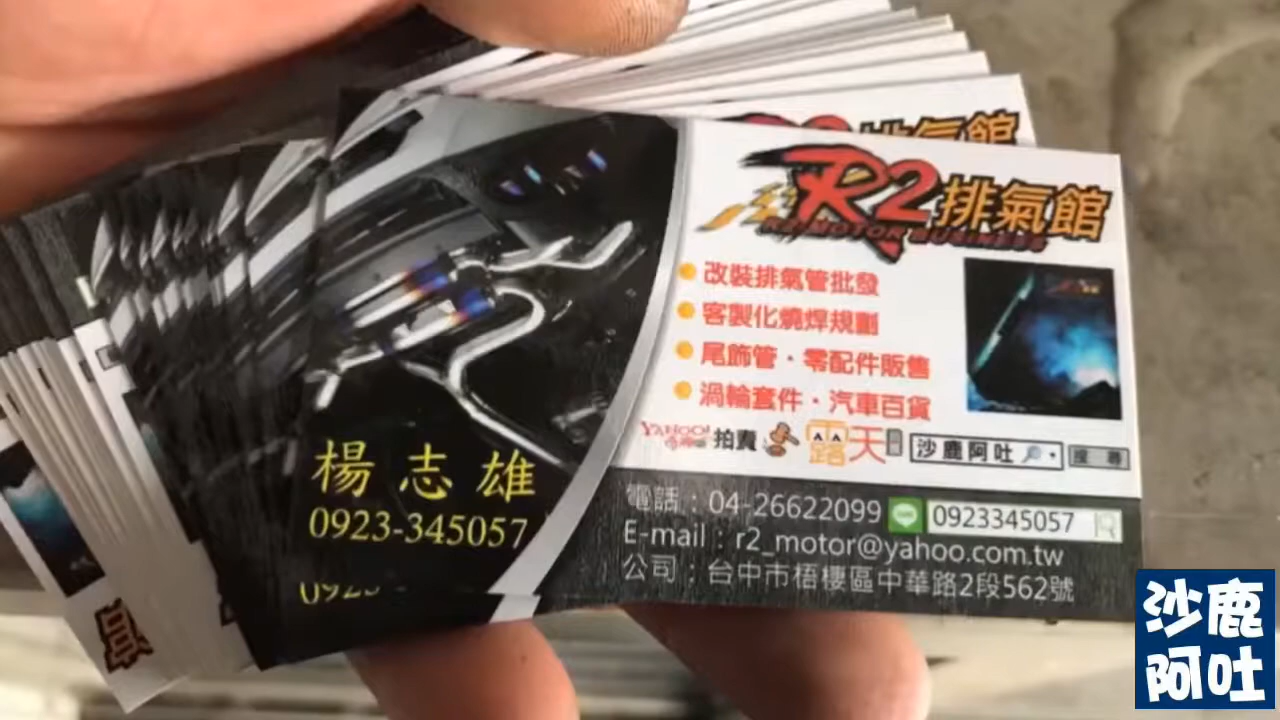 R2排氣館
R2 MOTOR BUSINESS
改裝排氣管批發
客製化燒焊規劃
尾飾管・零配件販售
渦輪套件・汽車百貨
YAHOO! 拍賣 露天 沙鹿阿吐 搜尋
楊志雄
0923-345057
電話：04-26622099 0923345057
E-mail：r2_motor@yahoo.com.tw
公司：台中市梧棲區中華路2段562號
沙鹿
阿吐